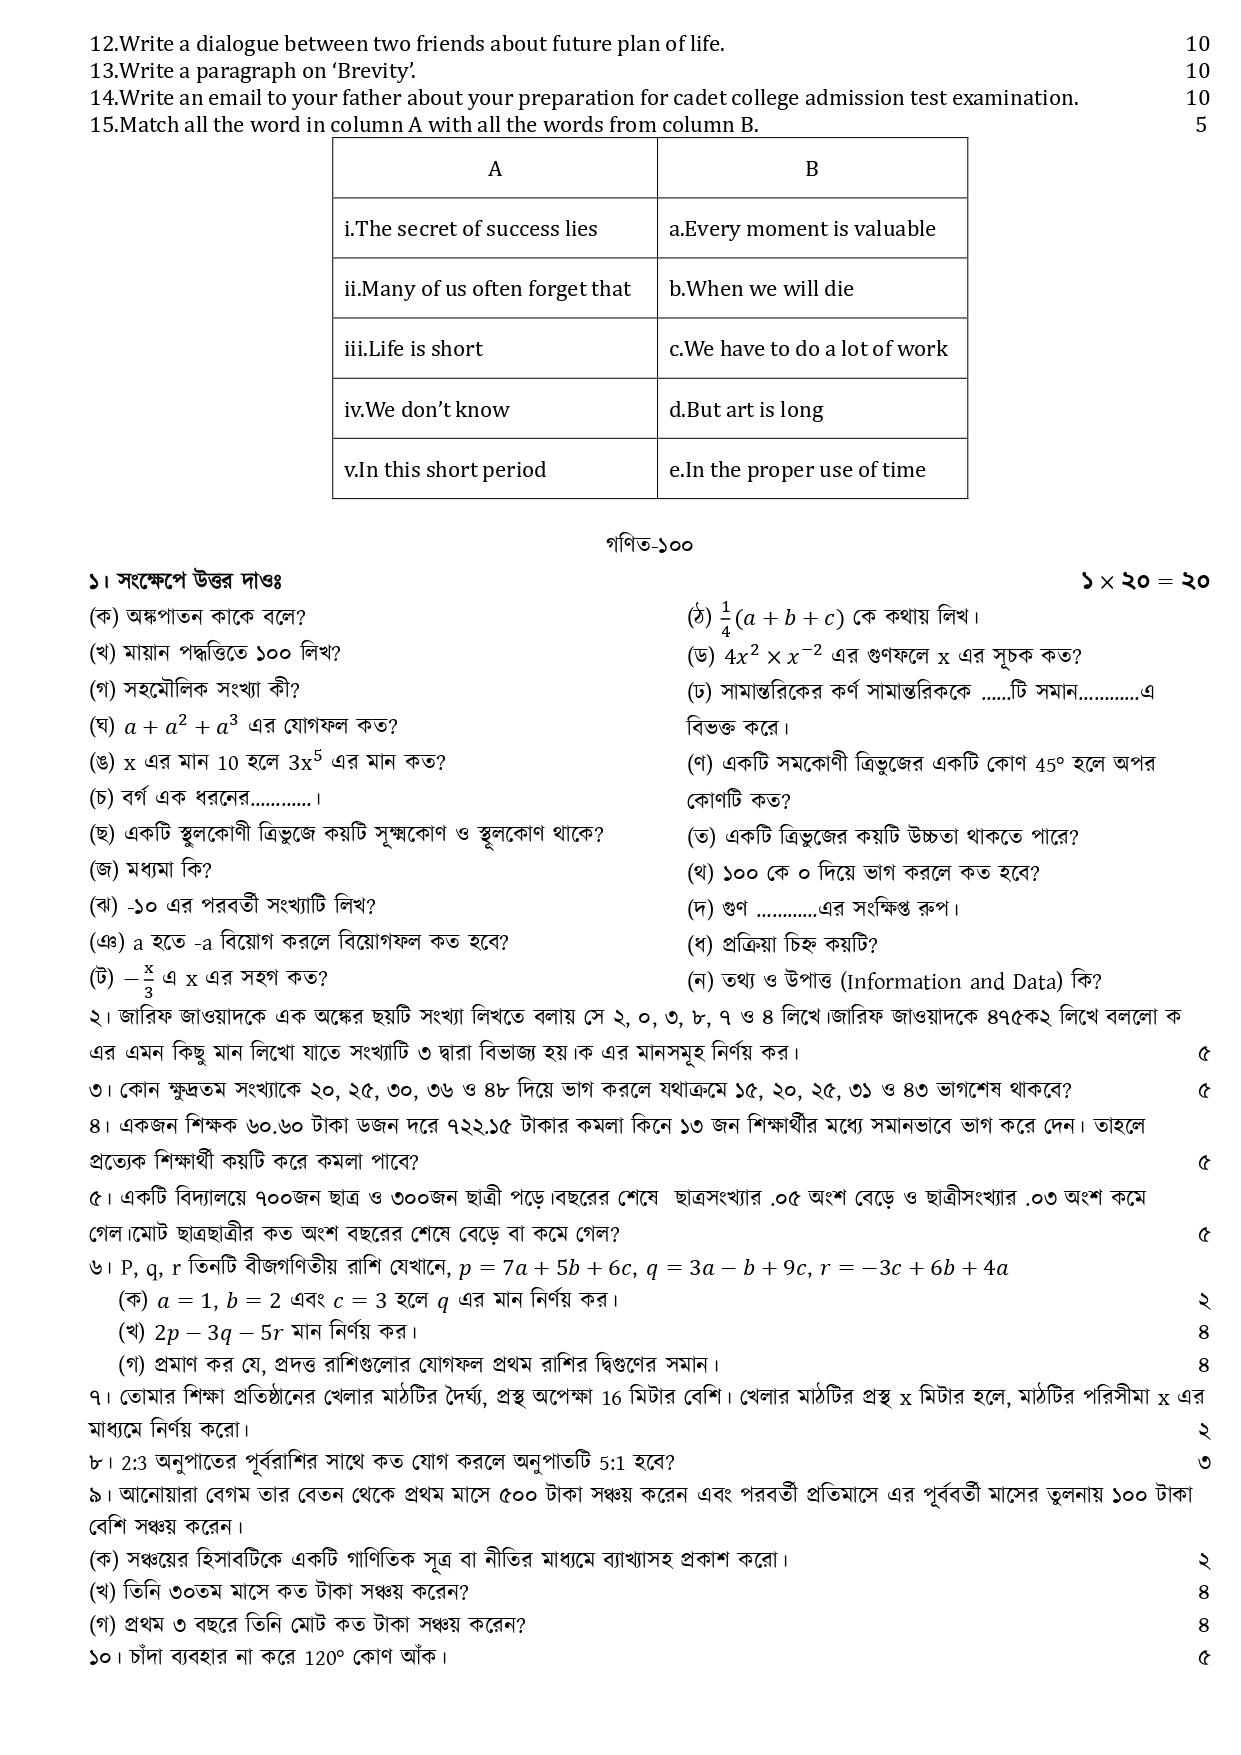 12.Write a dialogue between two friends about future plan of life. 10
13.Write a paragraph on ‘Brevity’. 10
14.Write an email to your father about your preparation for cadet college admission test examination. 10
15.Match all the word in column A with all the words from column B. 5
A B
i.The secret of success lies a.Every moment is valuable
ii.Many of us often forget that b.When we will die
iii.Life is short c.We have to do a lot of work
iv.We don’t know d.But art is long
v.In this short period e.In the proper use of time
গণিত-১০০
১। সংক্ষেপে উত্তর দাওঃ ১ × ২০ = ২০
(ক) অঙ্কপাতন কাকে বলে?
(খ) মায়ান পদ্ধত্তিতে ১০০ লিখ?
(গ) সহমৌলিক সংখ্যা কী?
(ঘ) a + a² + a³ এর যোগফল কত?
(ঙ) x এর মান 10 হলে 3x⁵ এর মান কত?
(চ) বর্গ এক ধরনের............।
(ছ) একটি স্থুলকোণী ত্রিভুজে কয়টি সূক্ষ্মকোণ ও স্থূলকোণ থাকে?
(জ) মধ্যমা কি?
(ঝ) -১০ এর পরবর্তী সংখ্যাটি লিখ?
(ঞ) a হতে -a বিয়োগ করলে বিয়োগফল কত হবে?
(ট) −x/3 এ x এর সহগ কত?
(ঠ) 1/4(a + b + c) কে কথায় লিখ।
(ড) 4x² × x⁻² এর গুণফলে x এর সূচক কত?
(ঢ) সামান্তরিকের কর্ণ সামান্তরিককে ......টি সমান............এ
বিভক্ত করে।
(ণ) একটি সমকোণী ত্রিভুজের একটি কোণ 45° হলে অপর
কোণটি কত?
(ত) একটি ত্রিভুজের কয়টি উচ্চতা থাকতে পারে?
(থ) ১০০ কে ০ দিয়ে ভাগ করলে কত হবে?
(দ) গুণ ............এর সংক্ষিপ্ত রুপ।
(ধ) প্রক্রিয়া চিহ্ন কয়টি?
(ন) তথ্য ও উপাত্ত (Information and Data) কি?
২। জারিফ জাওয়াদকে এক অঙ্কের ছয়টি সংখ্যা লিখতে বলায় সে ২, ০, ৩, ৮, ৭ ও ৪ লিখে।জারিফ জাওয়াদকে ৪৭৫ক২ লিখে বললো ক
এর এমন কিছু মান লিখো যাতে সংখ্যাটি ৩ দ্বারা বিভাজ্য হয়।ক এর মানসমূহ নির্ণয় কর। ৫
৩। কোন ক্ষুদ্রতম সংখ্যাকে ২০, ২৫, ৩০, ৩৬ ও ৪৮ দিয়ে ভাগ করলে যথাক্রমে ১৫, ২০, ২৫, ৩১ ও ৪৩ ভাগশেষ থাকবে? ৫
৪। একজন শিক্ষক ৬০.৬০ টাকা ডজন দরে ৭২২.১৫ টাকার কমলা কিনে ১৩ জন শিক্ষার্থীর মধ্যে সমানভাবে ভাগ করে দেন। তাহলে
প্রত্যেক শিক্ষার্থী কয়টি করে কমলা পাবে? ৫
৫। একটি বিদ্যালয়ে ৭০০জন ছাত্র ও ৩০০জন ছাত্রী পড়ে।বছরের শেষে ছাত্রসংখ্যার .০৫ অংশ বেড়ে ও ছাত্রীসংখ্যার .০৩ অংশ কমে
গেল।মোট ছাত্রছাত্রীর কত অংশ বছরের শেষে বেড়ে বা কমে গেল? ৫
৬। P, q, r তিনটি বীজগণিতীয় রাশি যেখানে, p = 7a + 5b + 6c, q = 3a − b + 9c, r = −3c + 6b + 4a
(ক) a = 1, b = 2 এবং c = 3 হলে q এর মান নির্ণয় কর। ২
(খ) 2p − 3q − 5r মান নির্ণয় কর। ৪
(গ) প্রমাণ কর যে, প্রদত্ত রাশিগুলোর যোগফল প্রথম রাশির দ্বিগুণের সমান। ৪
৭। তোমার শিক্ষা প্রতিষ্ঠানের খেলার মাঠটির দৈর্ঘ্য, প্রস্থ অপেক্ষা 16 মিটার বেশি। খেলার মাঠটির প্রস্থ x মিটার হলে, মাঠটির পরিসীমা x এর
মাধ্যমে নির্ণয় করো। ২
৮। 2:3 অনুপাতের পূর্বরাশির সাথে কত যোগ করলে অনুপাতটি 5:1 হবে? ৩
৯। আনোয়ারা বেগম তার বেতন থেকে প্রথম মাসে ৫০০ টাকা সঞ্চয় করেন এবং পরবর্তী প্রতিমাসে এর পূর্ববর্তী মাসের তুলনায় ১০০ টাকা
বেশি সঞ্চয় করেন।
(ক) সঞ্চয়ের হিসাবটিকে একটি গাণিতিক সূত্র বা নীতির মাধ্যমে ব্যাখ্যাসহ প্রকাশ করো। ২
(খ) তিনি ৩০তম মাসে কত টাকা সঞ্চয় করেন? ৪
(গ) প্রথম ৩ বছরে তিনি মোট কত টাকা সঞ্চয় করেন? ৪
১০। চাঁদা ব্যবহার না করে 120° কোণ আঁক। ৫